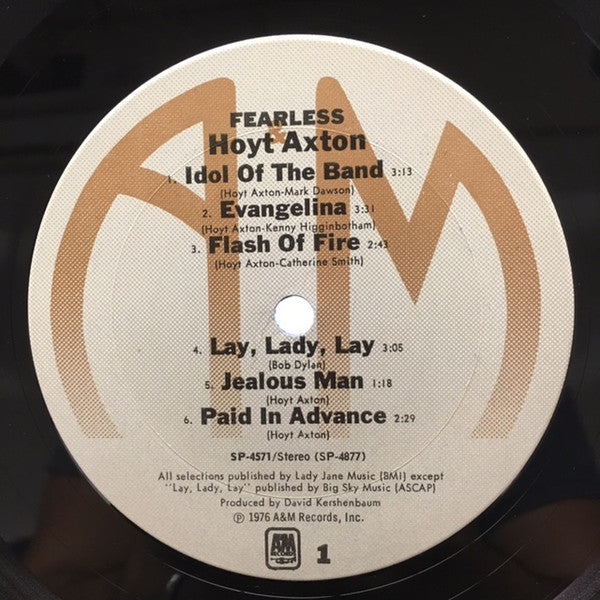 FEARLESS
Hoyt Axton
1. Idol Of The Band 3:13
(Hoyt Axton-Mark Dawson)
2. Evangelina 3:31
(Hoyt Axton-Kenny Higginbotham)
3. Flash Of Fire 2:43
(Hoyt Axton-Catherine Smith)
4. Lay, Lady, Lay 3:05
(Bob Dylan)
5. Jealous Man 1:18
(Hoyt Axton)
6. Paid In Advance 2:29
(Hoyt Axton)
SP-4571/Stereo (SP-4877)
All selections published by Lady Jane Music (BMI) except
"Lay, Lady, Lay" published by Big Sky Music (ASCAP)
Produced by David Kershenbaum
℗ 1976 A&M Records, Inc.
A&M RECORDS 1
A&M